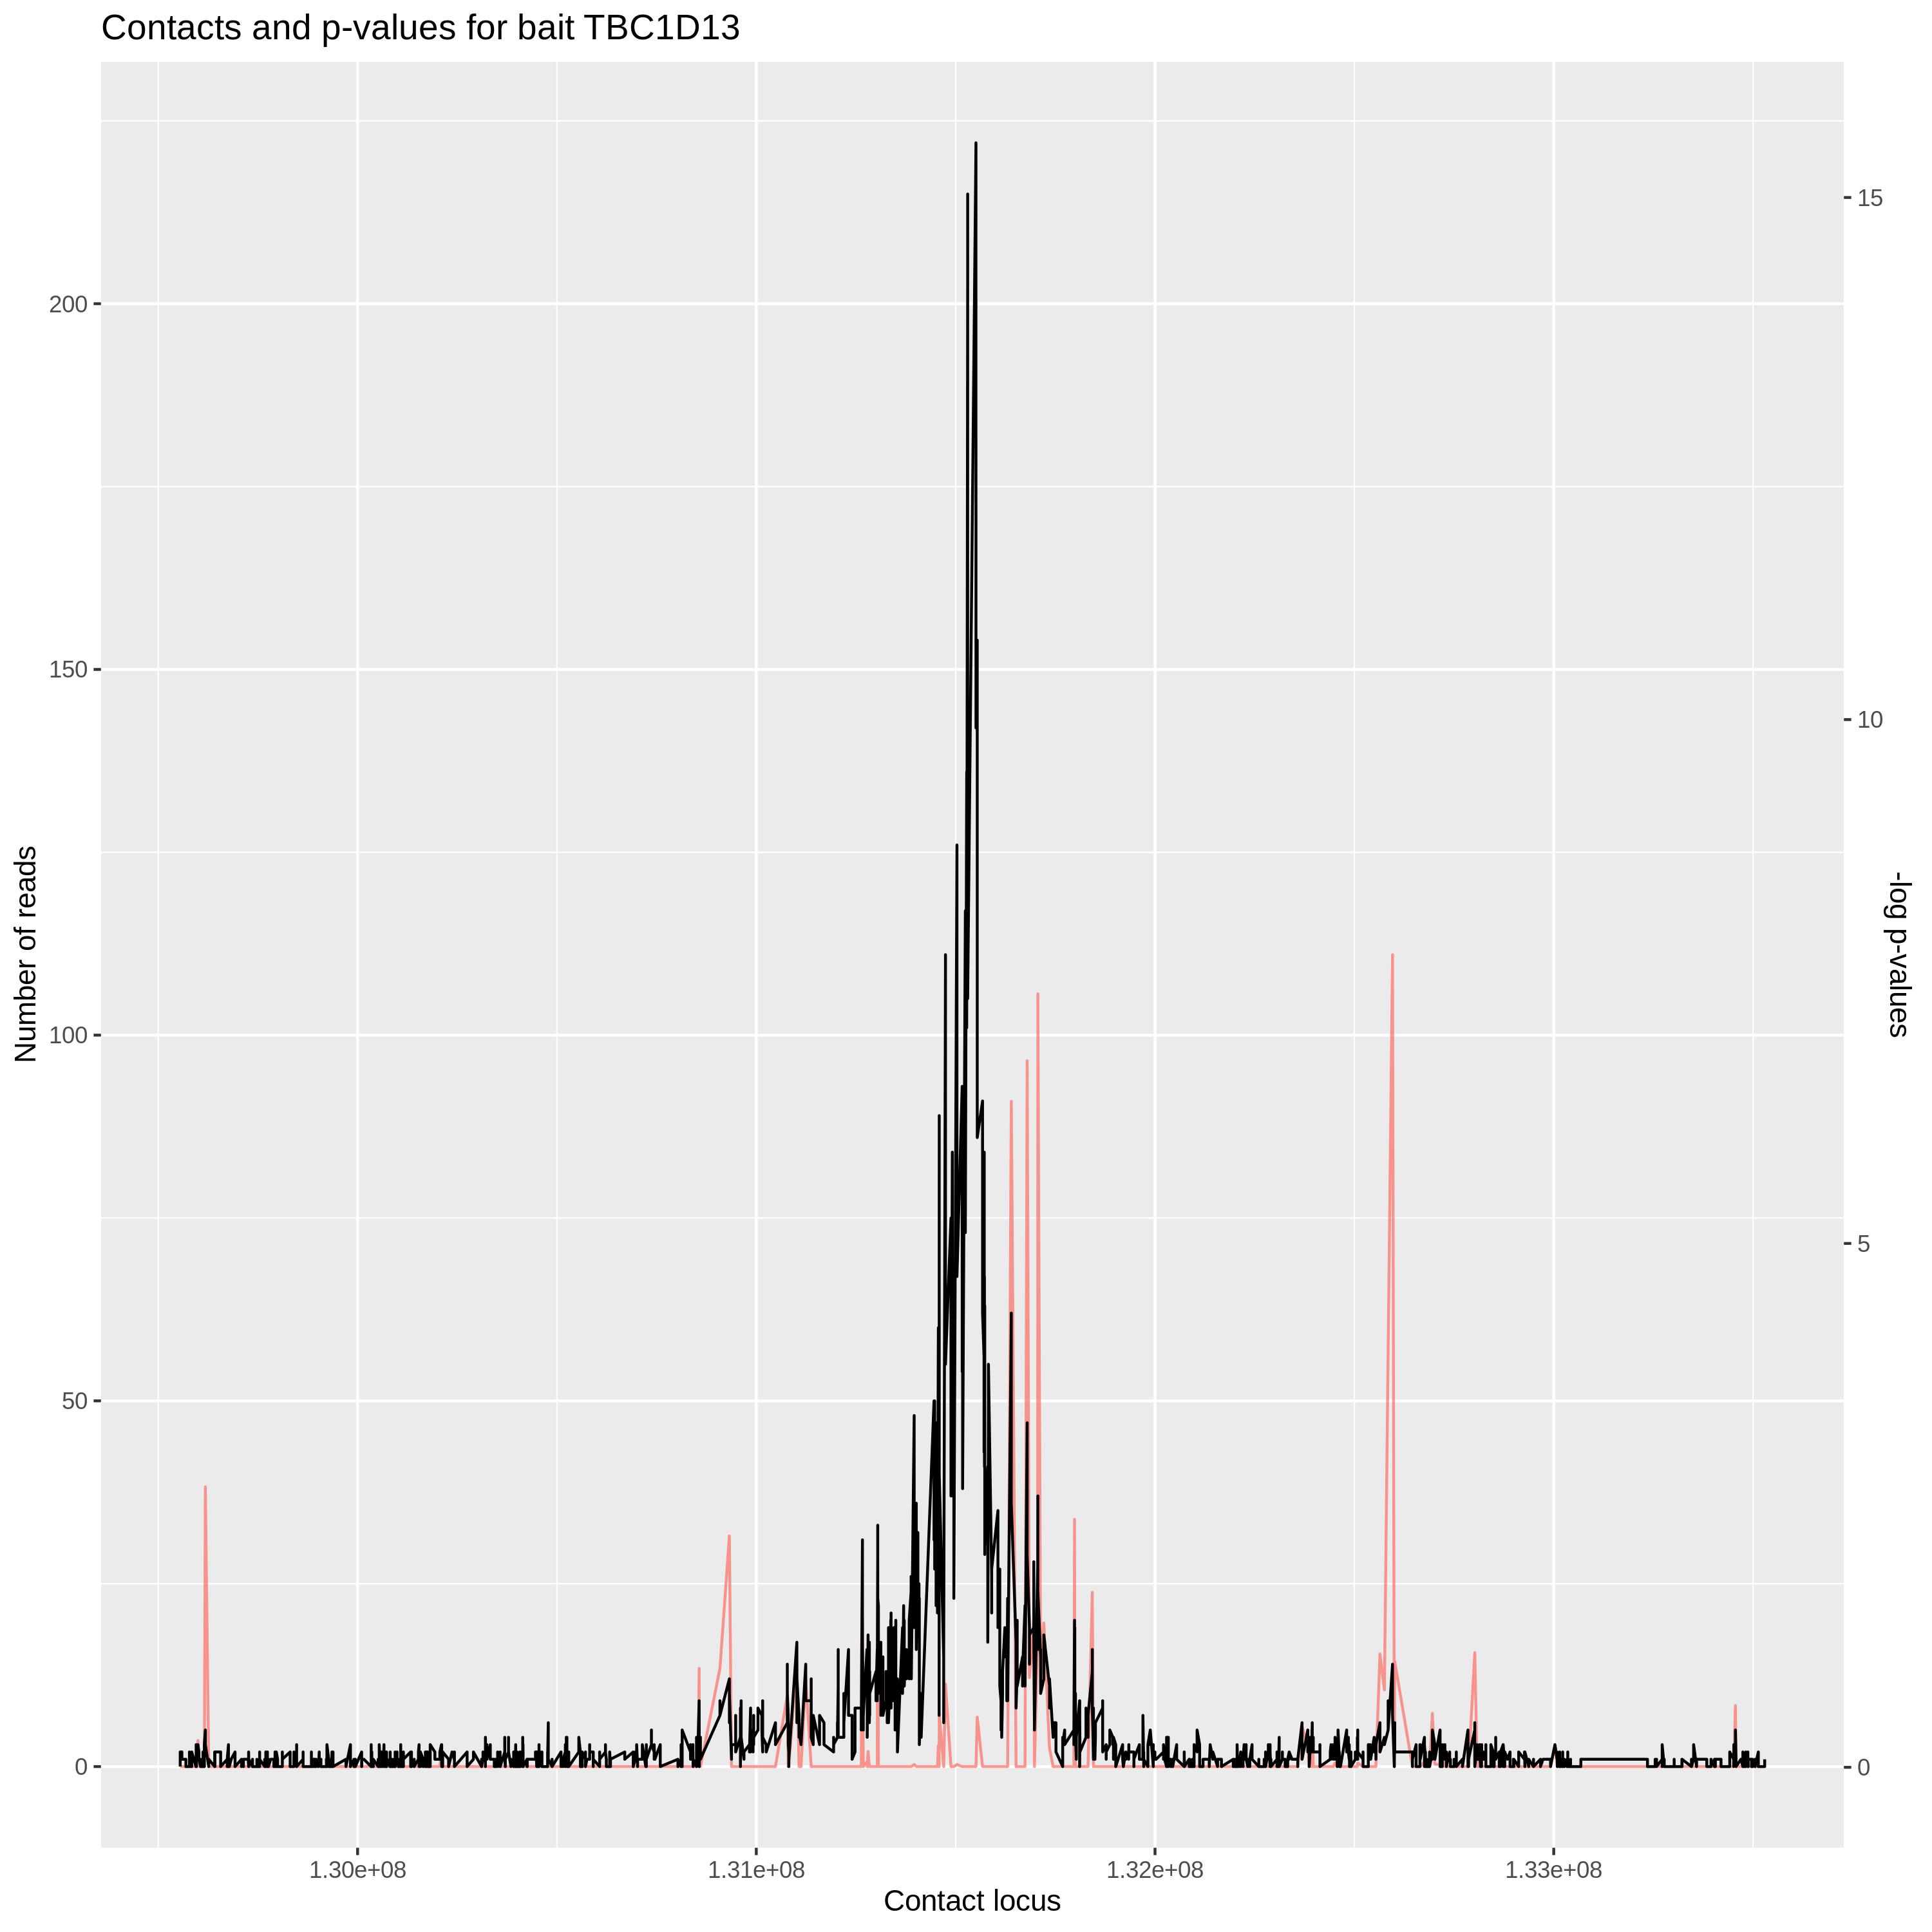 Contacts and p-values for bait TBC1D13
200
150
100
50
0
Number of reads
15
10
5
0
-log p-values
1.30e+08
1.31e+08
1.32e+08
1.33e+08
Contact locus